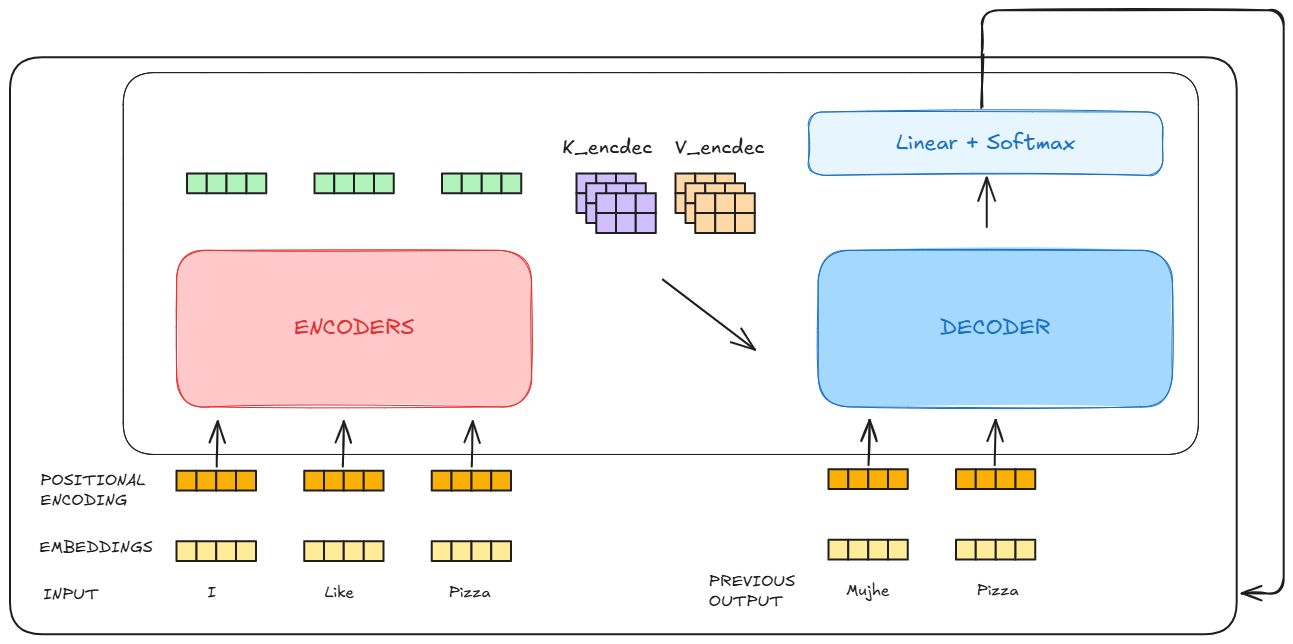 K_encdec
V_encdec
Linear + Softmax
ENCODERS
DECODER
POSITIONAL
ENCODING
EMBEDDINGS
INPUT
I
Like
Pizza
PREVIOUS
OUTPUT
Mujhe
Pizza